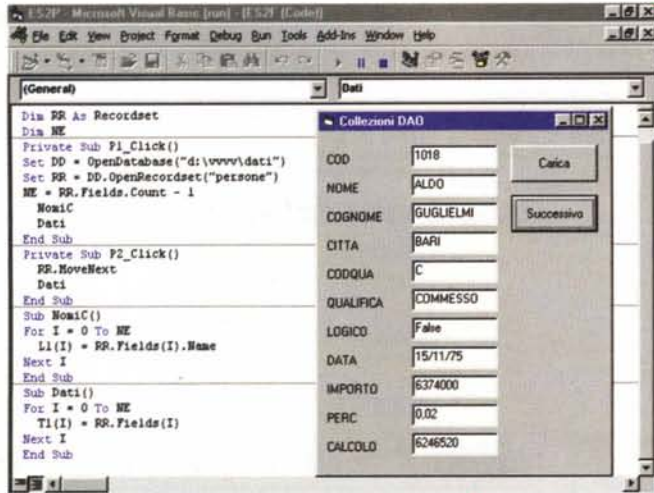 ES2P - Microsoft Visual Basic [run] - [ES2F (Code)]
File Edit View Project Format Debug Run Tools Add-Ins Window Help
(General)
Dati
Dim RR As Recordset
Dim NE
Private Sub P1_Click()
Set DD = OpenDatabase("d:\vvvv\dati")
Set RR = DD.OpenRecordset("persone")
NE = RR.Fields.Count - 1
NomiC
Dati
End Sub
Private Sub P2_Click()
RR.MoveNext
Dati
End Sub
Sub NomiC()
For I = 0 To NE
L1(I) = RR.Fields(I).Name
Next I
End Sub
Sub Dati()
For I = 0 To NE
T1(I) = RR.Fields(I)
Next I
End Sub
Collezioni DAO
COD 1018
Carica
NOME ALDO
COGNOME GUGLIELMI
Successivo
CITTA BARI
CODQUA C
QUALIFICA COMMESSO
LOGICO False
DATA 15/11/75
IMPORTO 6374000
PERC 0,02
CALCOLO 6246520